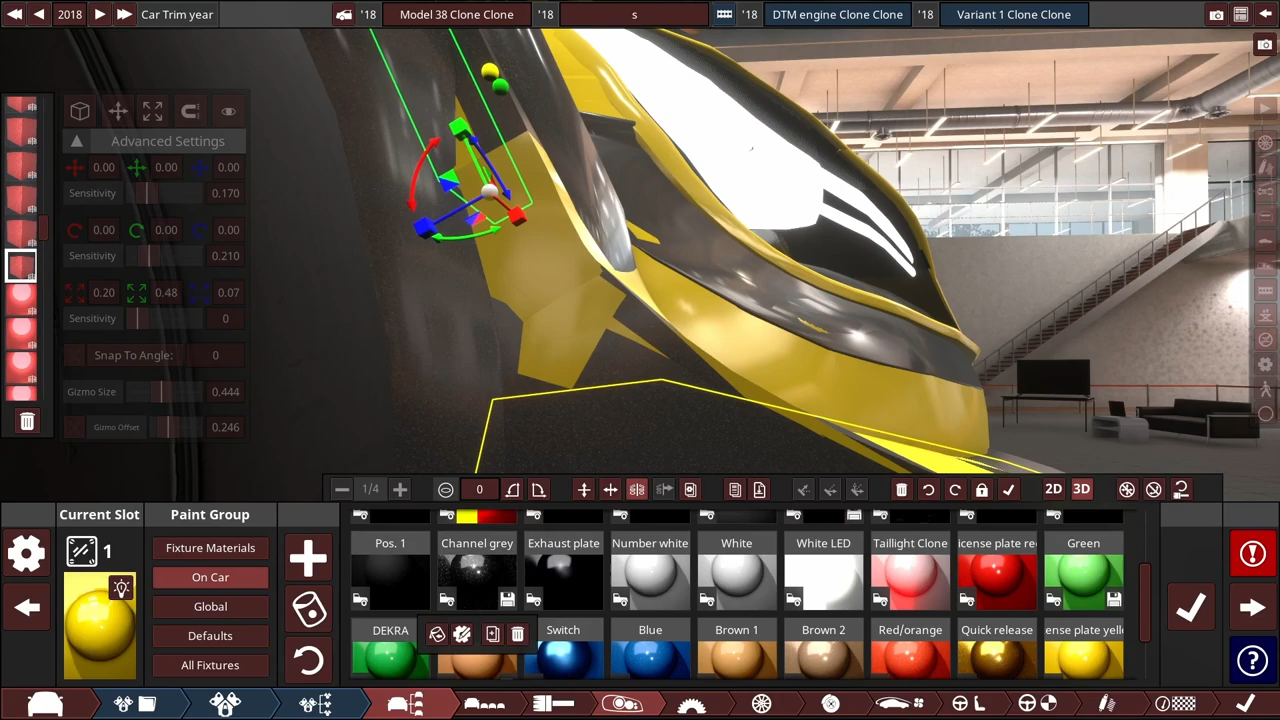 2018 Car Trim year '18 Model 38 Clone Clone '18 s '18 DTM engine Clone Clone '18 Variant 1 Clone Clone
Advanced Settings
0.00 0.00 0.00
Sensitivity 0.170
0.00 0.00 0.00
Sensitivity 0.210
0.20 0.48 0.07
Sensitivity 0
Snap To Angle: 0
Gizmo Size 0.444
Gizmo Offset 0.246
1/4 0 2D 3D
Current Slot
1
Paint Group
Fixture Materials
On Car
Global
Defaults
All Fixtures
Pos. 1 Channel grey Exhaust plate Number white White White LED Taillight Clone icense plate re Green
DEKRA Switch Blue Brown 1 Brown 2 Red/orange Quick release ense plate yell